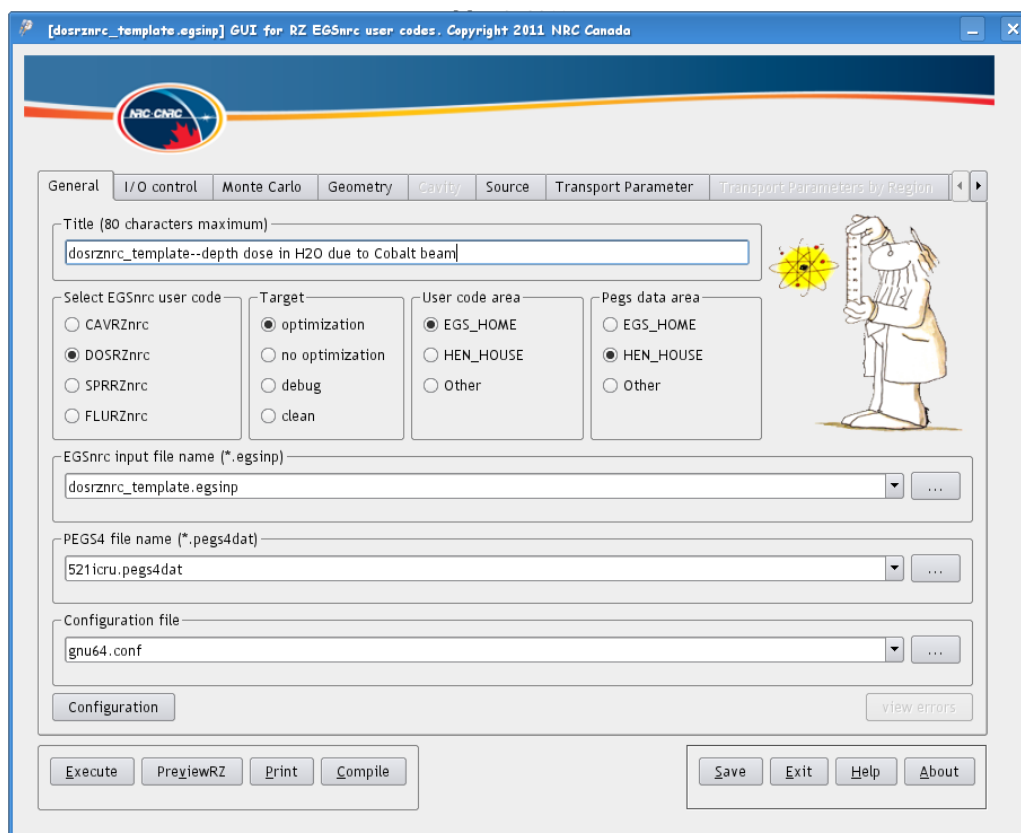 [dosrznrc_template.egsinp] GUI for RZ EGSnrc user codes. Copyright 2011 NRC Canada
NRC·CNRC
General I/O control Monte Carlo Geometry Cavity Source Transport Parameter Transport Parameters by Region
Title (80 characters maximum)
dosrznrc_template--depth dose in H2O due to Cobalt beam
Select EGSnrc user code Target User code area Pegs data area
CAVRZnrc optimization EGS_HOME EGS_HOME
DOSRZnrc no optimization HEN_HOUSE HEN_HOUSE
SPRRZnrc debug Other Other
FLURZnrc clean
EGSnrc input file name (*.egsinp)
dosrznrc_template.egsinp ...
PEGS4 file name (*.pegs4dat)
521icru.pegs4dat ...
Configuration file
gnu64.conf ...
Configuration view errors
Execute PreviewRZ Print Compile Save Exit Help About